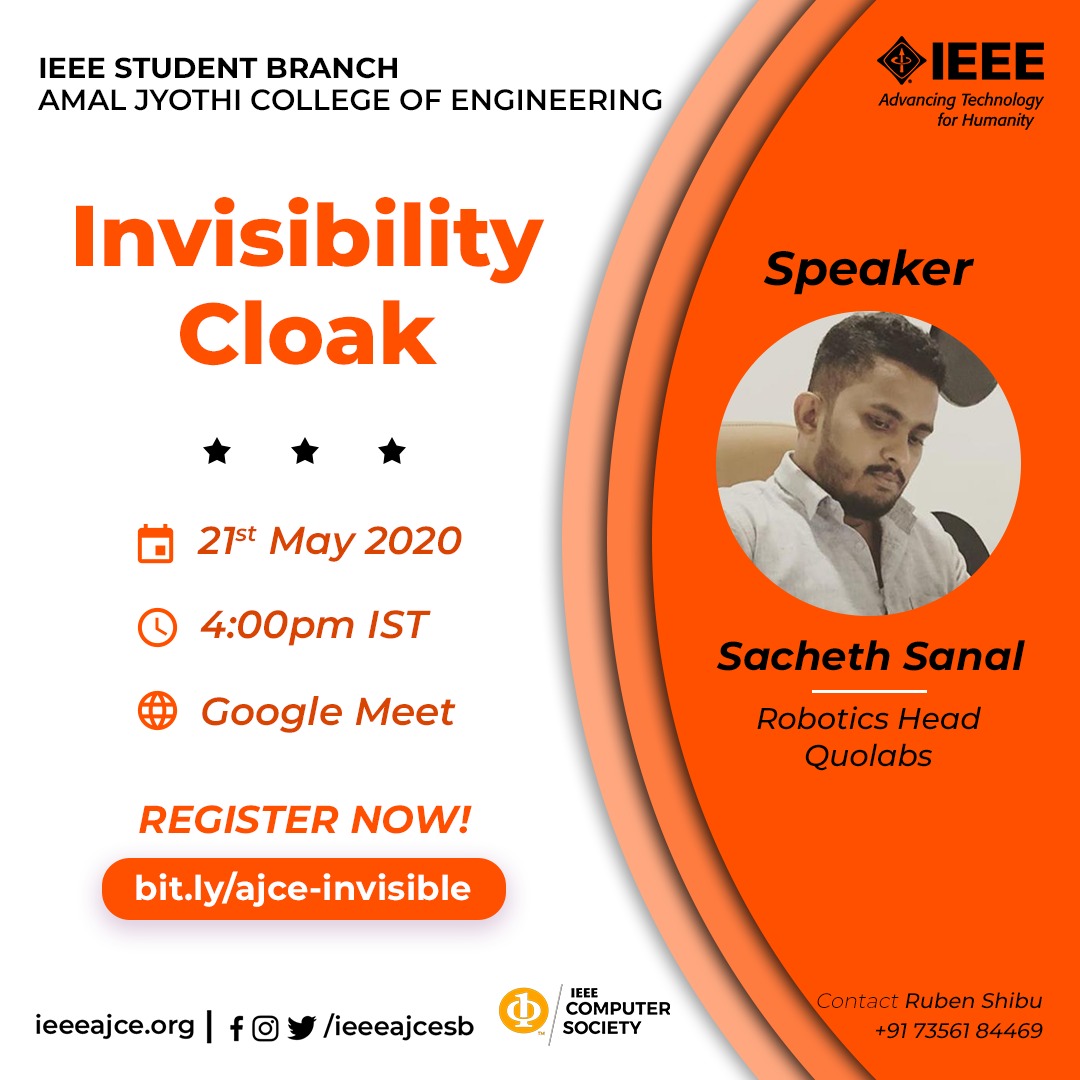 IEEE STUDENT BRANCH
AMAL JYOTHI COLLEGE OF ENGINEERING
IEEE
Advancing Technology
for Humanity
Invisibility
Cloak
21st May 2020
4:00pm IST
Google Meet
REGISTER NOW!
bit.ly/ajce-invisible
Speaker
Sacheth Sanal
Robotics Head
Quolabs
ieeeajce.org | /ieeeajcesb
IEEE
COMPUTER
SOCIETY
TM
Contact Ruben Shibu
+91 73561 84469